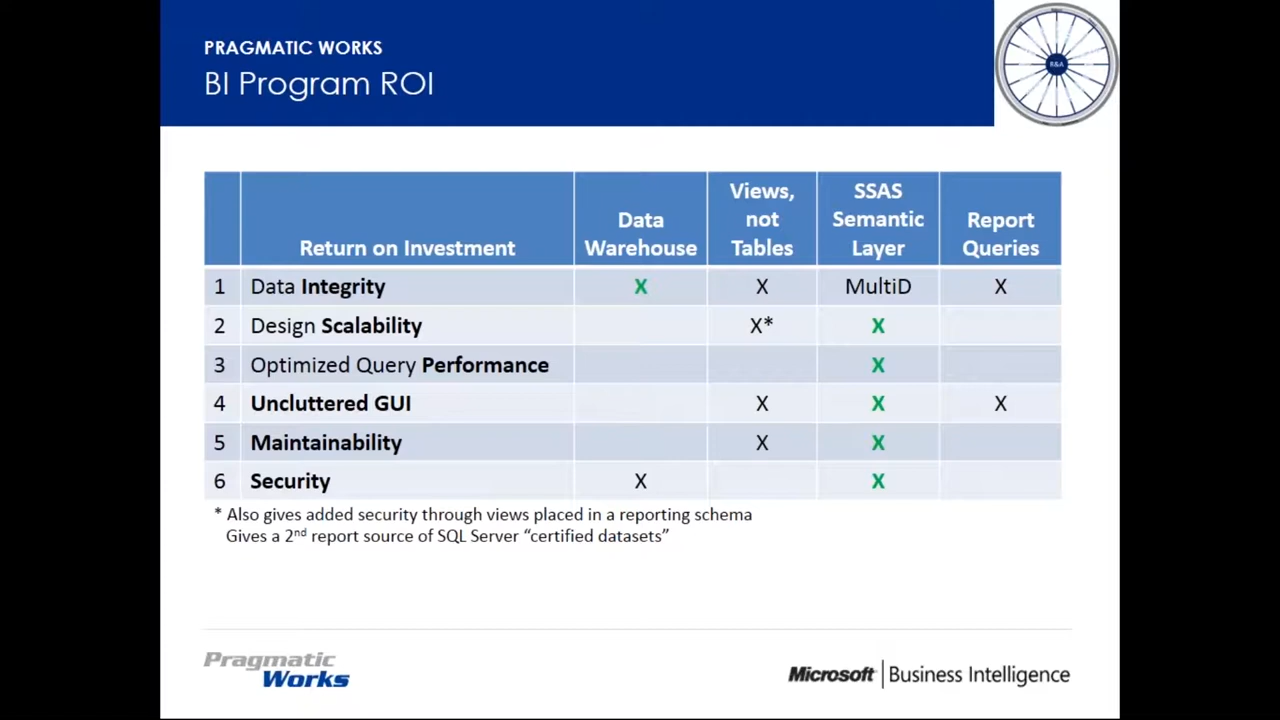 PRAGMATIC WORKS
BI Program ROI
R&A
Return on Investment
Data Warehouse
Views, not Tables
SSAS Semantic Layer
Report Queries
1 Data Integrity X X MultiD X
2 Design Scalability X* X
3 Optimized Query Performance X
4 Uncluttered GUI X X X
5 Maintainability X X
6 Security X X
* Also gives added security through views placed in a reporting schema
Gives a 2nd report source of SQL Server “certified datasets”
Pragmatic
Works
Microsoft | Business Intelligence